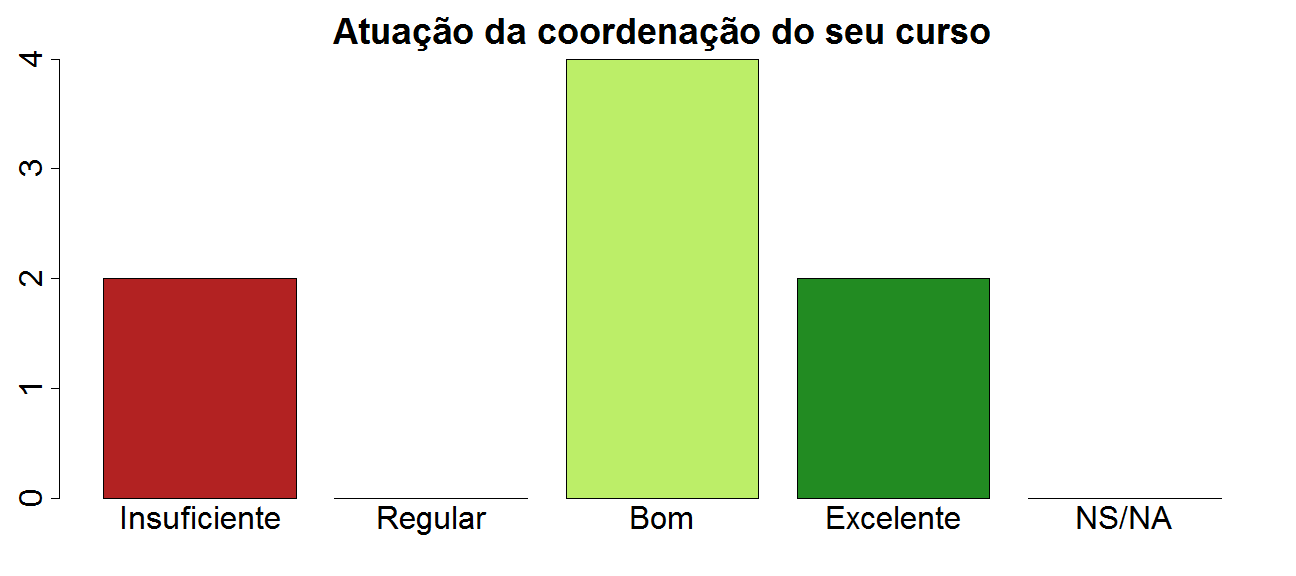 Atuação da coordenação do seu curso
4
3
2
1
0
Insuficiente Regular Bom Excelente NS/NA